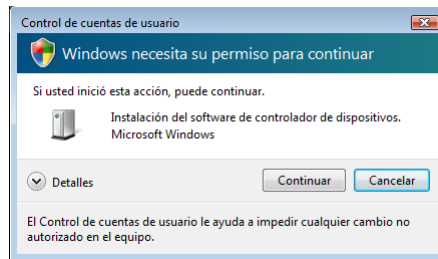 Control de cuentas de usuario
Windows necesita su permiso para continuar
Si usted inició esta acción, puede continuar.
Instalación del software de controlador de dispositivos.
Microsoft Windows
Detalles
Continuar
Cancelar
El Control de cuentas de usuario le ayuda a impedir cualquier cambio no
autorizado en el equipo.